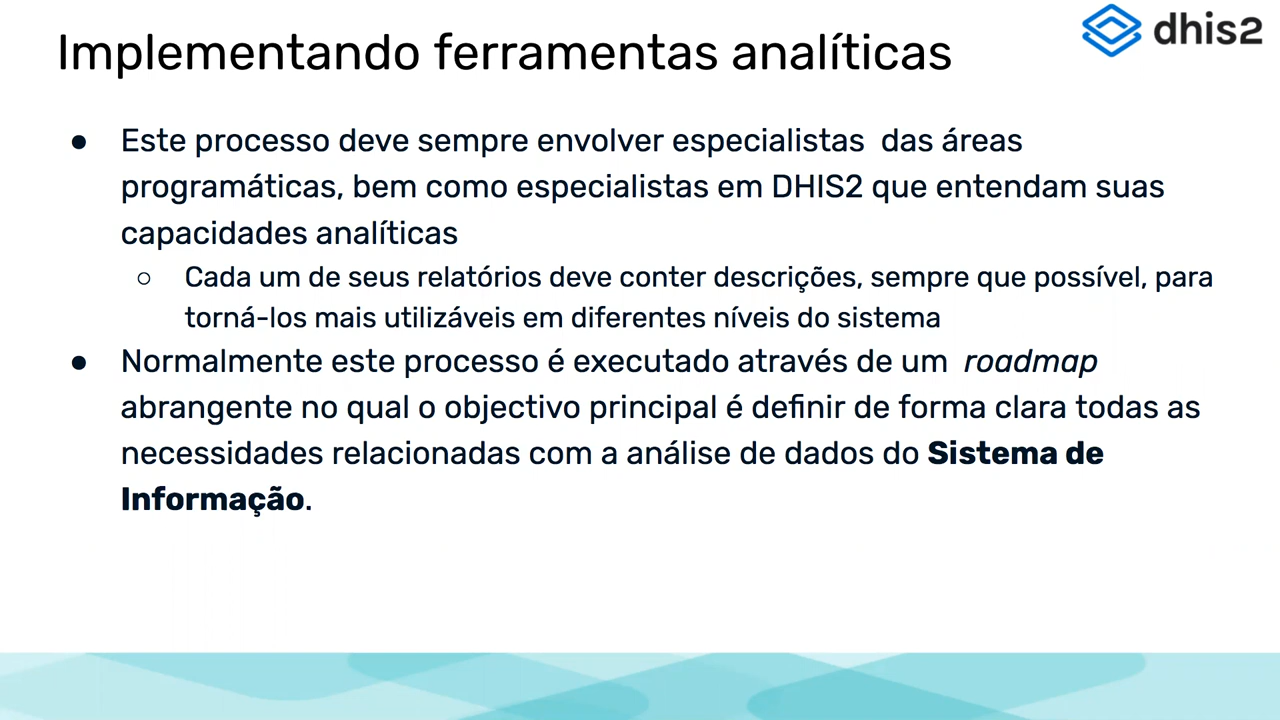 Implementando ferramentas analíticas
dhis2
● Este processo deve sempre envolver especialistas das áreas
programáticas, bem como especialistas em DHIS2 que entendam suas
capacidades analíticas
○ Cada um de seus relatórios deve conter descrições, sempre que possível, para
torná-los mais utilizáveis em diferentes níveis do sistema
● Normalmente este processo é executado através de um roadmap
abrangente no qual o objectivo principal é definir de forma clara todas as
necessidades relacionadas com a análise de dados do Sistema de
Informação.